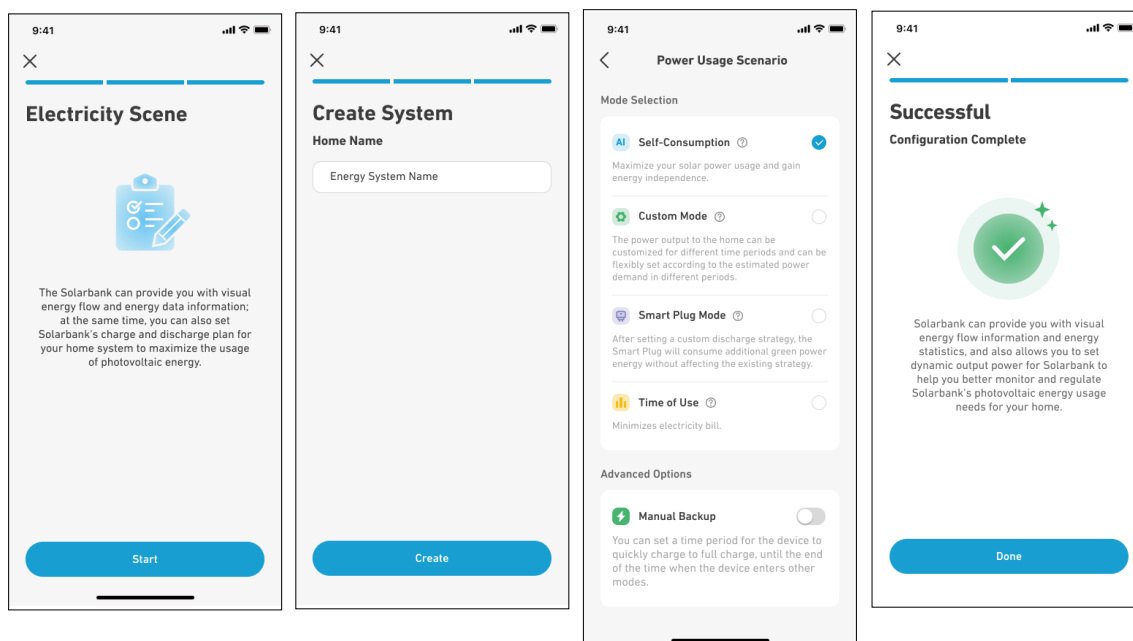 9:41
Electricity Scene
The Solarbank can provide you with visual
energy flow and energy data information;
at the same time, you can also set
Solarbank's charge and discharge plan for
your home system to maximize the usage
of photovoltaic energy.
Start
9:41
Create System
Home Name
Energy System Name
Create
9:41
Power Usage Scenario
Mode Selection
AI Self-Consumption ?
Maximize your solar power usage and gain
energy independence.
Custom Mode ?
The power output to the home can be
customized for different time periods and can be
flexibly set according to the estimated power
demand in different periods.
Smart Plug Mode ?
After setting a custom discharge strategy, the
Smart Plug will consume additional green power
energy without affecting the existing strategy.
Time of Use ?
Minimizes electricity bill.
Advanced Options
Manual Backup
You can set a time period for the device to
quickly charge to full charge, until the end
of the time when the device enters other
modes.
9:41
Successful
Configuration Complete
Solarbank can provide you with visual
energy flow information and energy
statistics, and also allows you to set
dynamic output power for Solarbank to
help you better monitor and regulate
Solarbank's photovoltaic energy usage
needs for your home.
Done